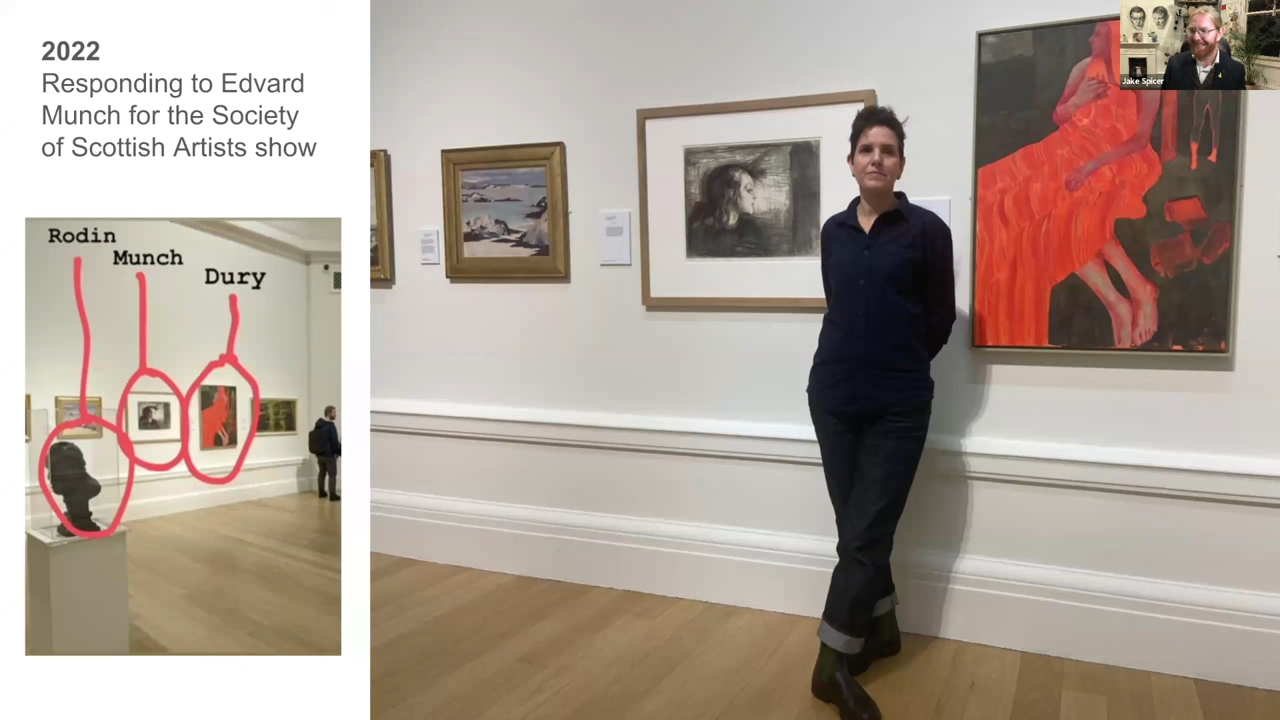 2022
Responding to Edvard
Munch for the Society
of Scottish Artists show
Rodin
Munch
Dury
Jake Spicer